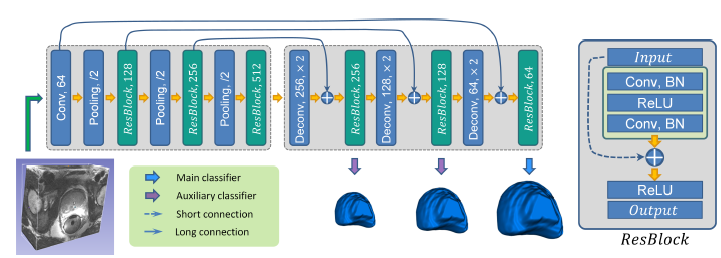 Conv, 64
Pooling, /2
ResBlock, 128
Pooling, /2
ResBlock, 256
Pooling, /2
ResBlock, 512
Deconv, 256, × 2
ResBlock, 256
Deconv, 128, × 2
ResBlock, 128
Deconv, 64, × 2
ResBlock, 64
Input
Conv, BN
ReLU
Conv, BN
ReLU
Output
ResBlock
Main classifier
Auxiliary classifier
Short connection
Long connection